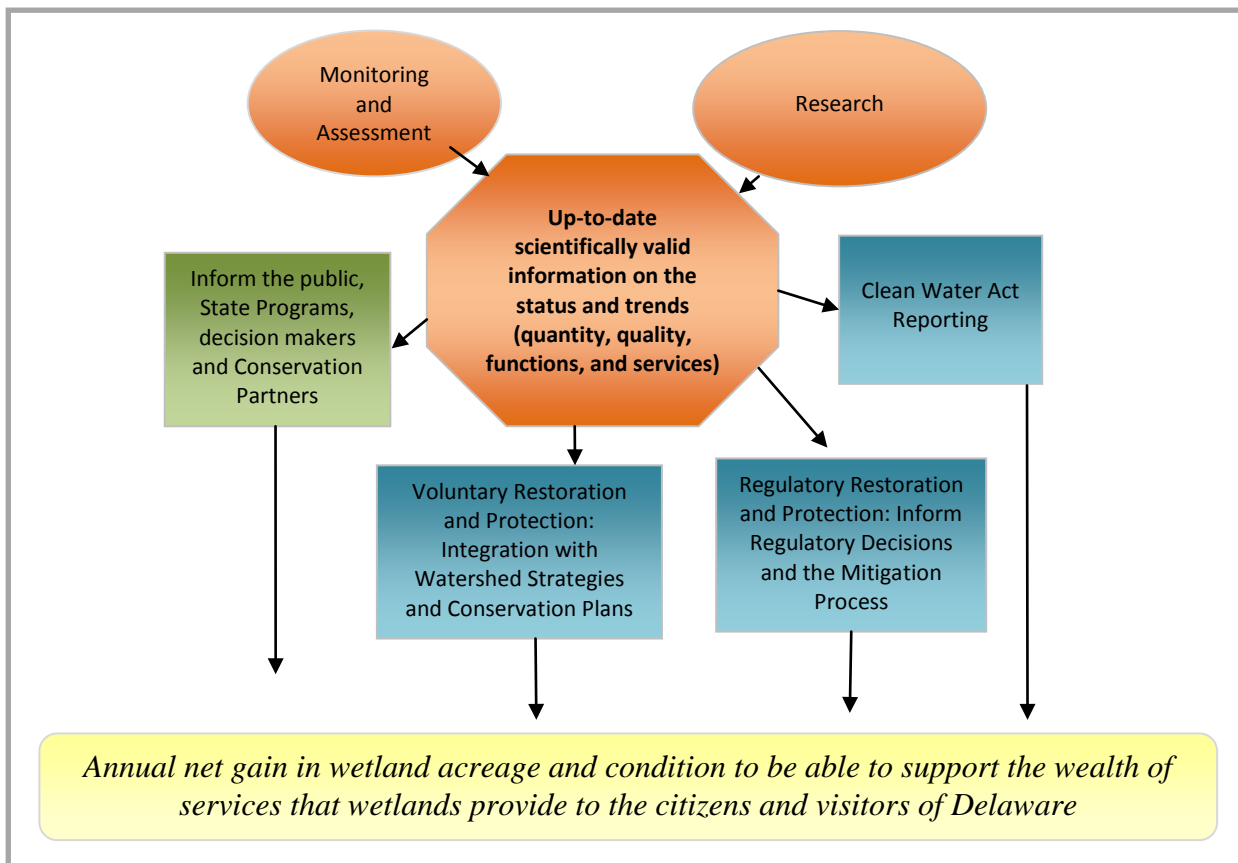 Monitoring
and
Assessment
Research
Up-to-date
scientifically valid
information on the
status and trends
(quantity, quality,
functions, and services)
Inform the public,
State Programs,
decision makers
and Conservation
Partners
Clean Water Act
Reporting
Voluntary Restoration
and Protection:
Integration with
Watershed Strategies
and Conservation Plans
Regulatory Restoration
and Protection: Inform
Regulatory Decisions
and the Mitigation
Process
Annual net gain in wetland acreage and condition to be able to support the wealth of
services that wetlands provide to the citizens and visitors of Delaware